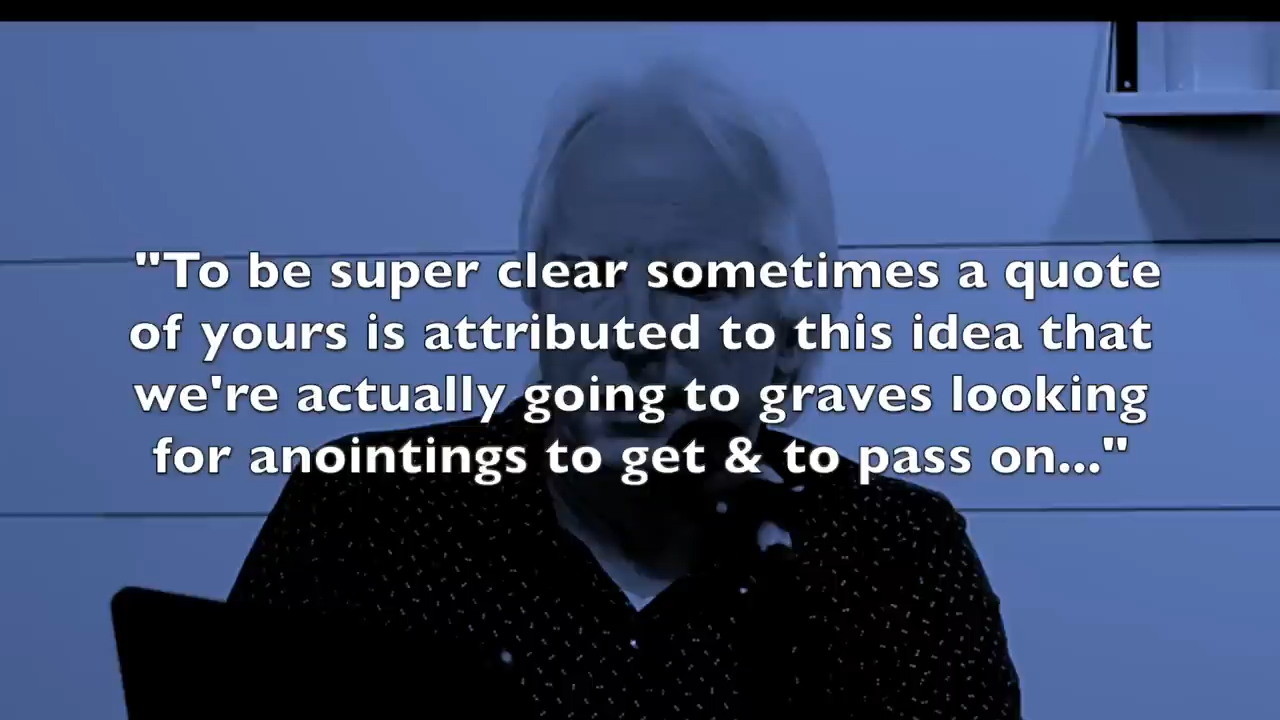 "To be super clear sometimes a quote
of yours is attributed to this idea that
we're actually going to graves looking
for anointings to get & to pass on..."